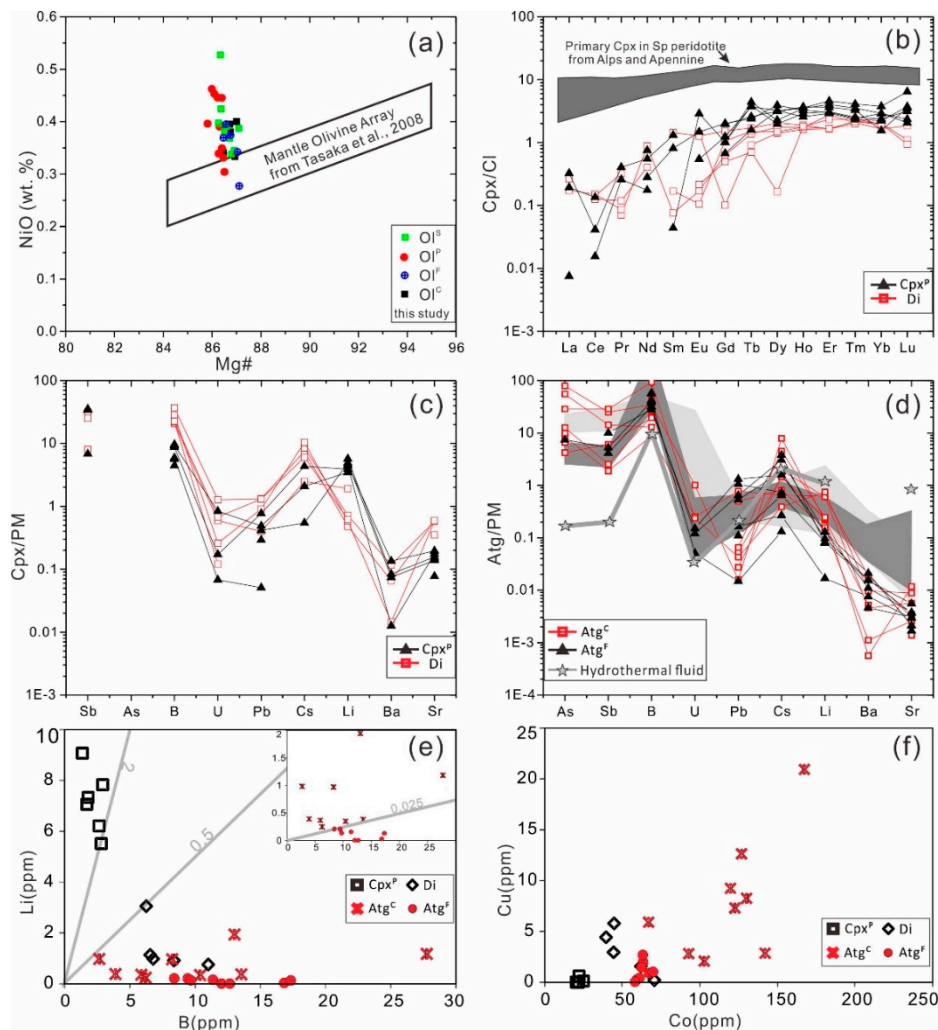 (a)
NiO (wt. %)
0.6
0.5
0.4
0.3
0.2
0.1
0.0
Mantle Olivine Array
from Tasaka et al., 2008
Ol^S
Ol^P
Ol^F
Ol^C
this study
80 82 84 86 88 90 92 94 96
Mg#
(b)
Cpx/CI
100
10
1
0.1
0.01
1E-3
Primary Cpx in Sp peridotite
from Alps and Apennine
Cpx^P
Di
La Ce Pr Nd Sm Eu Gd Tb Dy Ho Er Tm Yb Lu
(c)
Cpx/PM
100
10
1
0.1
0.01
1E-3
Cpx^P
Di
Sb As B U Pb Cs Li Ba Sr
(d)
Atg/PM
100
10
1
0.1
0.01
1E-3
1E-4
Atg^C
Atg^F
Hydrothermal fluid
As Sb B U Pb Cs Li Ba Sr
(e)
Li(ppm)
10
8
6
4
2
0
2
0.5
2
1.5
1
0.5
0
0.025
0 5 10 15 20 25
Cpx^P Di
Atg^C Atg^F
0 5 10 15 20 25 30
B(ppm)
(f)
Cu(ppm)
25
20
15
10
5
0
Cpx^P Di
Atg^C Atg^F
0 50 100 150 200 250
Co(ppm)